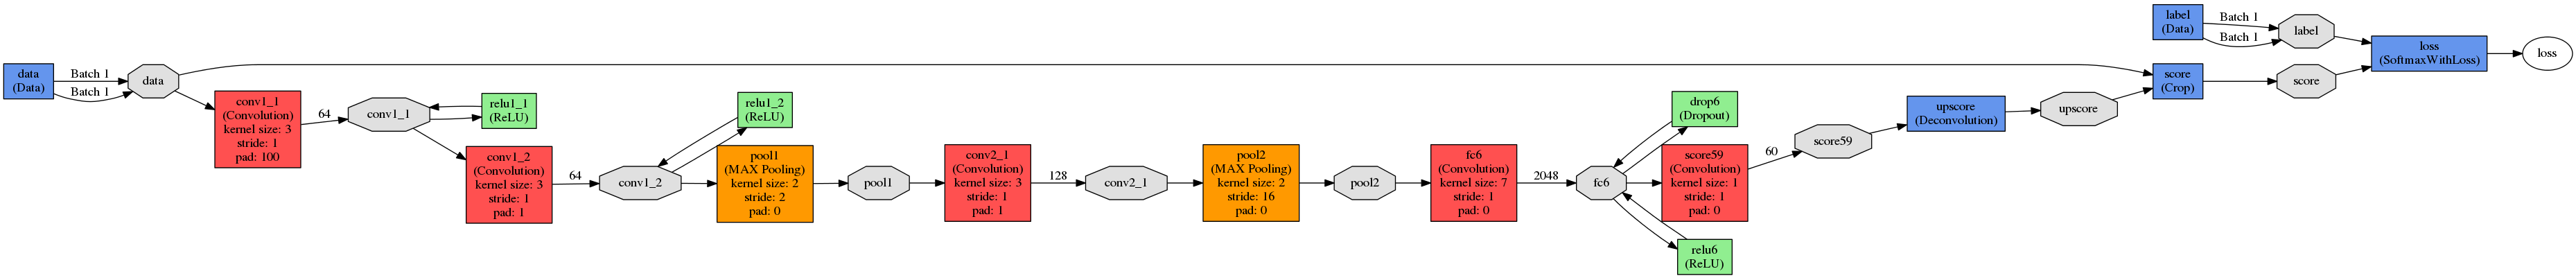 data
(Data)
Batch 1
Batch 1
data
conv1_1
(Convolution)
kernel size: 3
stride: 1
pad: 100
64
conv1_1
relu1_1
(ReLU)
conv1_2
(Convolution)
kernel size: 3
stride: 1
pad: 1
64
conv1_2
relu1_2
(ReLU)
pool1
(MAX Pooling)
kernel size: 2
stride: 2
pad: 0
pool1
conv2_1
(Convolution)
kernel size: 3
stride: 1
pad: 1
128
conv2_1
pool2
(MAX Pooling)
kernel size: 2
stride: 16
pad: 0
pool2
fc6
(Convolution)
kernel size: 7
stride: 1
pad: 0
2048
fc6
drop6
(Dropout)
score59
(Convolution)
kernel size: 1
stride: 1
pad: 0
relu6
(ReLU)
60
score59
upscore
(Deconvolution)
upscore
label
(Data)
Batch 1
Batch 1
label
score
(Crop)
score
loss
(SoftmaxWithLoss)
loss